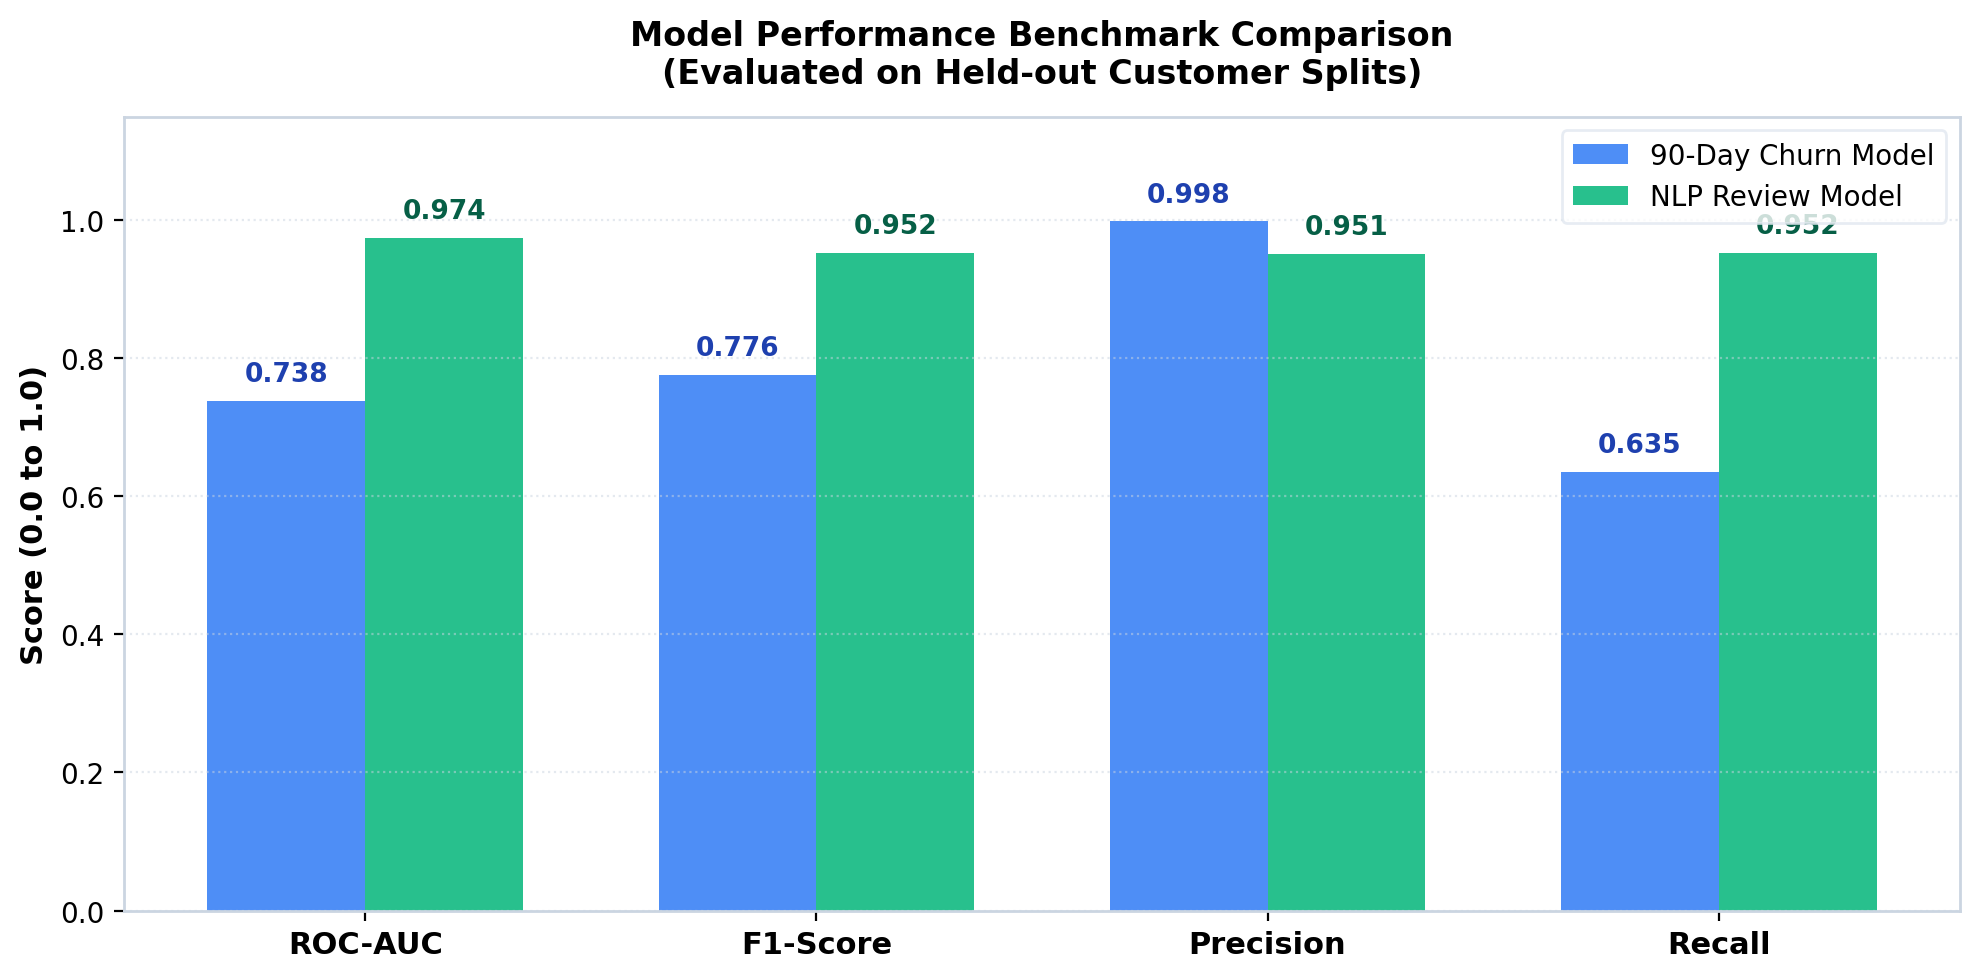 Model Performance Benchmark Comparison
(Evaluated on Held-out Customer Splits)
90-Day Churn Model
NLP Review Model
Score (0.0 to 1.0)
1.0
0.8
0.6
0.4
0.2
0.0
0.738
0.974
0.776
0.952
0.998
0.951
0.635
0.952
ROC-AUC
F1-Score
Precision
Recall